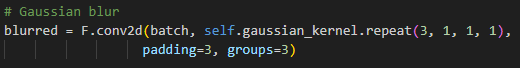 # Gaussian blur
blurred = F.conv2d(batch, self.gaussian_kernel.repeat(3, 1, 1, 1),
padding=3, groups=3)